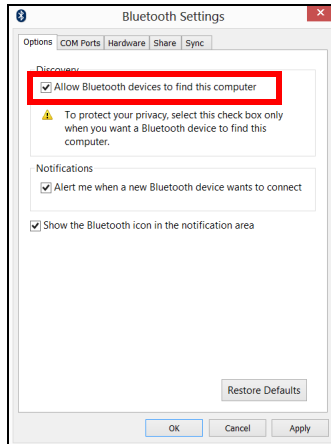 Bluetooth Settings
Options COM Ports Hardware Share Sync
Discovery
Allow Bluetooth devices to find this computer
To protect your privacy, select this check box only
when you want a Bluetooth device to find this
computer.
Notifications
Alert me when a new Bluetooth device wants to connect
Show the Bluetooth icon in the notification area
Restore Defaults
OK Cancel Apply